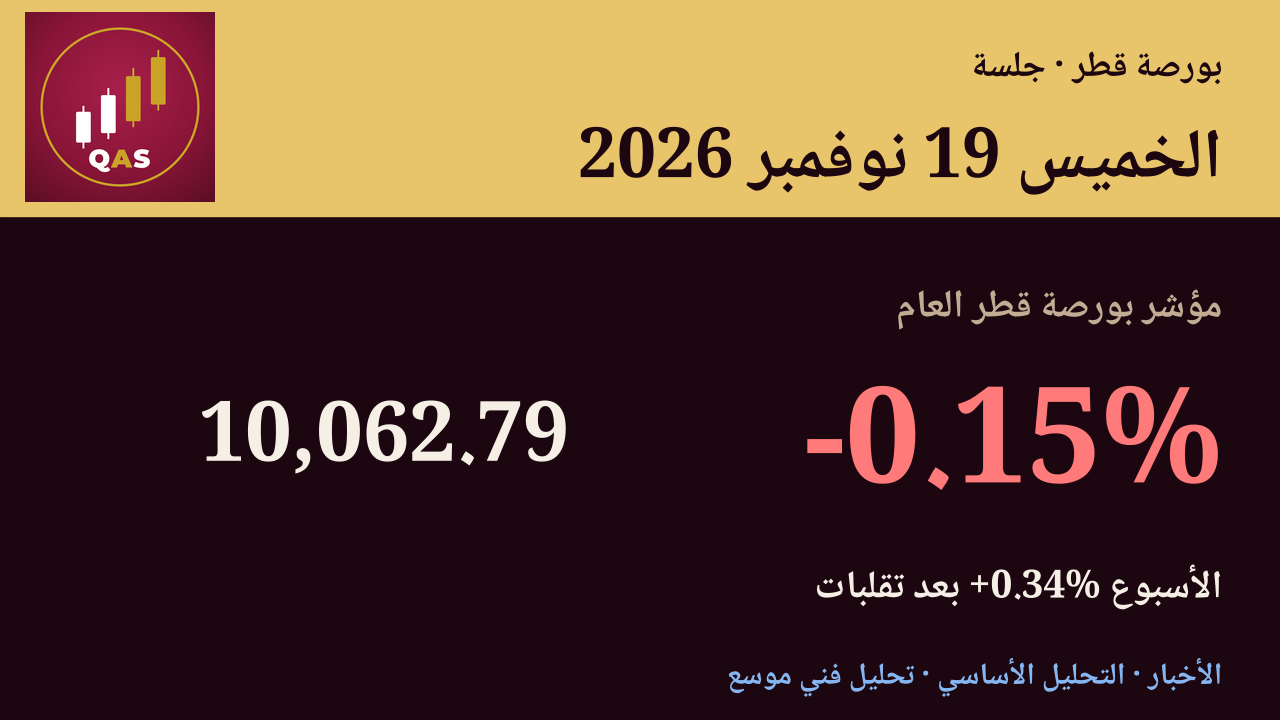 QAS
بورصة قطر · جلسة
الخميس 19 نوفمبر 2026
مؤشر بورصة قطر العام
-0.15%
10,062.79
الأسبوع +0.34% بعد تقلبات
الأخبار · التحليل الأساسي · تحليل فني موسع